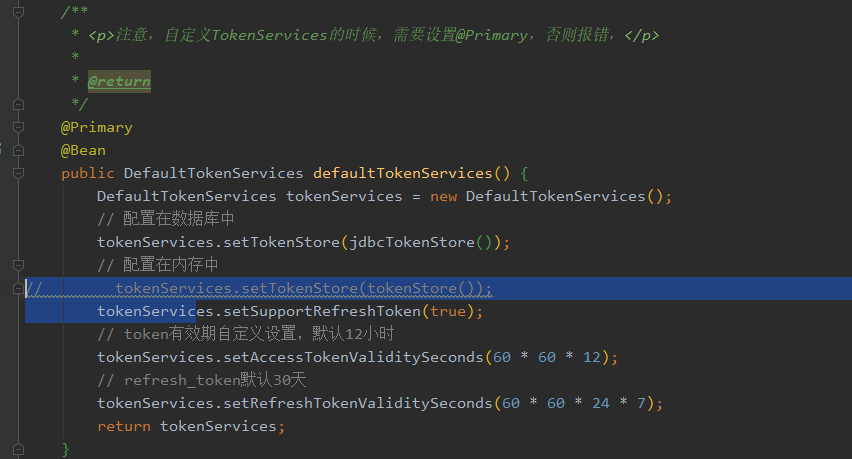 /**
* <p>注意，自定义TokenServices的时候，需要设置@Primary，否则报错，</p>
*
* @return
*/
@Primary
@Bean
public DefaultTokenServices defaultTokenServices() {
DefaultTokenServices tokenServices = new DefaultTokenServices();
// 配置在数据库中
tokenServices.setTokenStore(jdbcTokenStore());
// 配置在内存中
// tokenServices.setTokenStore(tokenStore());
tokenServices.setSupportRefreshToken(true);
// token有效期自定义设置，默认12小时
tokenServices.setAccessTokenValiditySeconds(60 * 60 * 12);
// refresh_token默认30天
tokenServices.setRefreshTokenValiditySeconds(60 * 60 * 24 * 7);
return tokenServices;
}